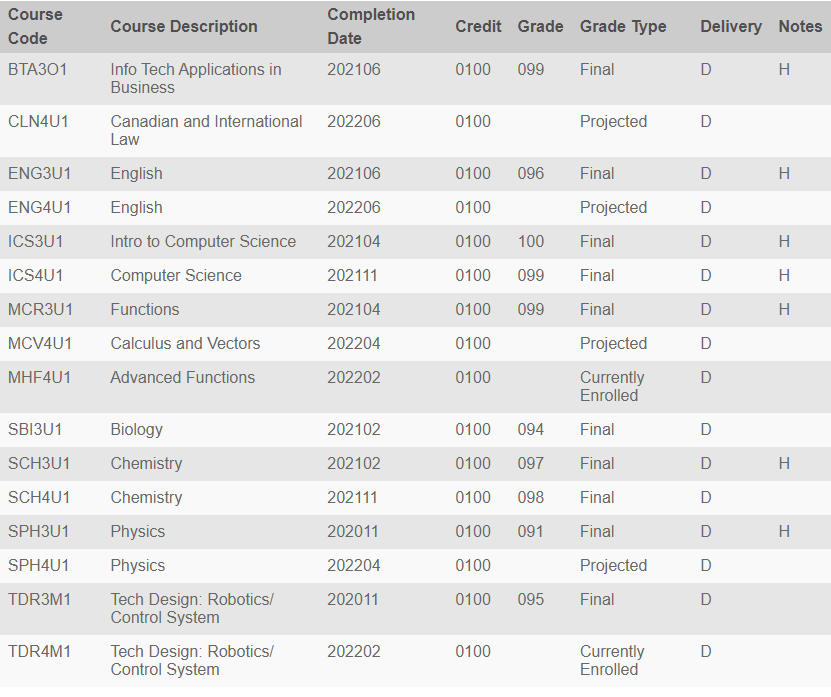 Course Code Course Description Completion Date Credit Grade Grade Type Delivery Notes
BTA3O1 Info Tech Applications in Business 202106 0100 099 Final D H
CLN4U1 Canadian and International Law 202206 0100 Projected D
ENG3U1 English 202106 0100 096 Final D H
ENG4U1 English 202206 0100 Projected D
ICS3U1 Intro to Computer Science 202104 0100 100 Final D H
ICS4U1 Computer Science 202111 0100 099 Final D H
MCR3U1 Functions 202104 0100 099 Final D H
MCV4U1 Calculus and Vectors 202204 0100 Projected D
MHF4U1 Advanced Functions 202202 0100 Currently Enrolled D
SBI3U1 Biology 202102 0100 094 Final D
SCH3U1 Chemistry 202102 0100 097 Final D H
SCH4U1 Chemistry 202111 0100 098 Final D
SPH3U1 Physics 202011 0100 091 Final D H
SPH4U1 Physics 202204 0100 Projected D
TDR3M1 Tech Design: Robotics/ Control System 202011 0100 095 Final D
TDR4M1 Tech Design: Robotics/ Control System 202202 0100 Currently Enrolled D